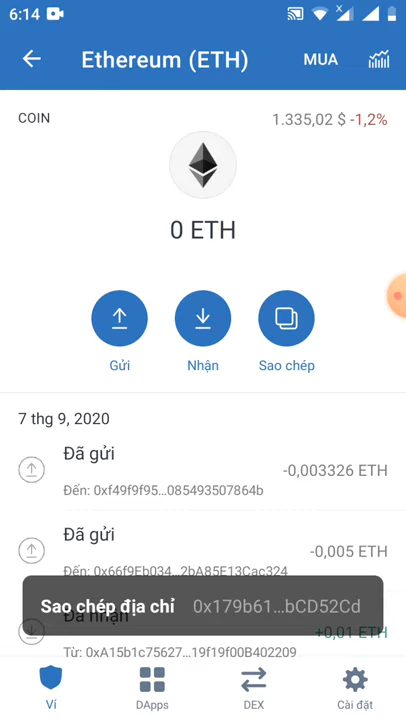 6:14
Ethereum (ETH)
MUA
COIN
1.335,02 $ -1,2%
0 ETH
Gửi
Nhận
Sao chép
7 thg 9, 2020
Đã gửi
-0,003326 ETH
Đến: 0xf49f9f95...085493507864b
Đã gửi
-0,005 ETH
Đến: 0x66f9Eb034...2bA85E13Cac324
Sao chép địa chỉ 0x179b61...bCD52Cd
Đã nhận
+0,01 ETH
Từ: 0xA15b1c75627...19f19f00B402209
Ví
DApps
DEX
Cài đặt